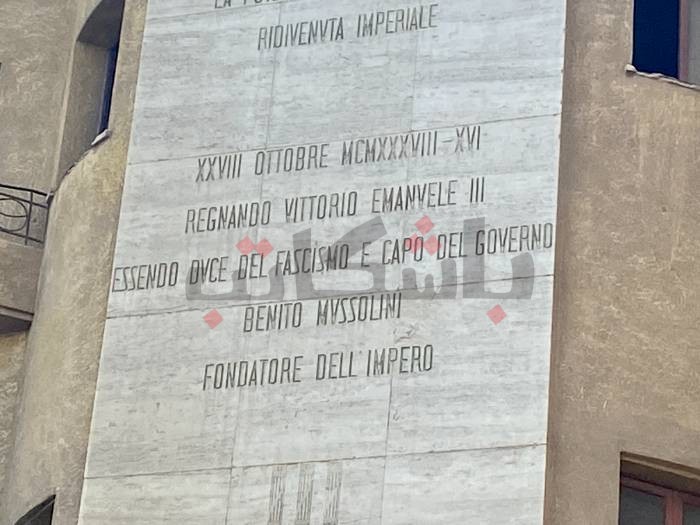 RIDIVENVTA IMPERIALE
XXVIII OTTOBRE MCMXXXVIII-XVI
REGNANDO VITTORIO EMANVELE III
ESSENDO DVCE DEL FASCISMO E CAPO DEL GOVERNO
BENITO MVSSOLINI
FONDATORE DELL'IMPERO
باشكاتب